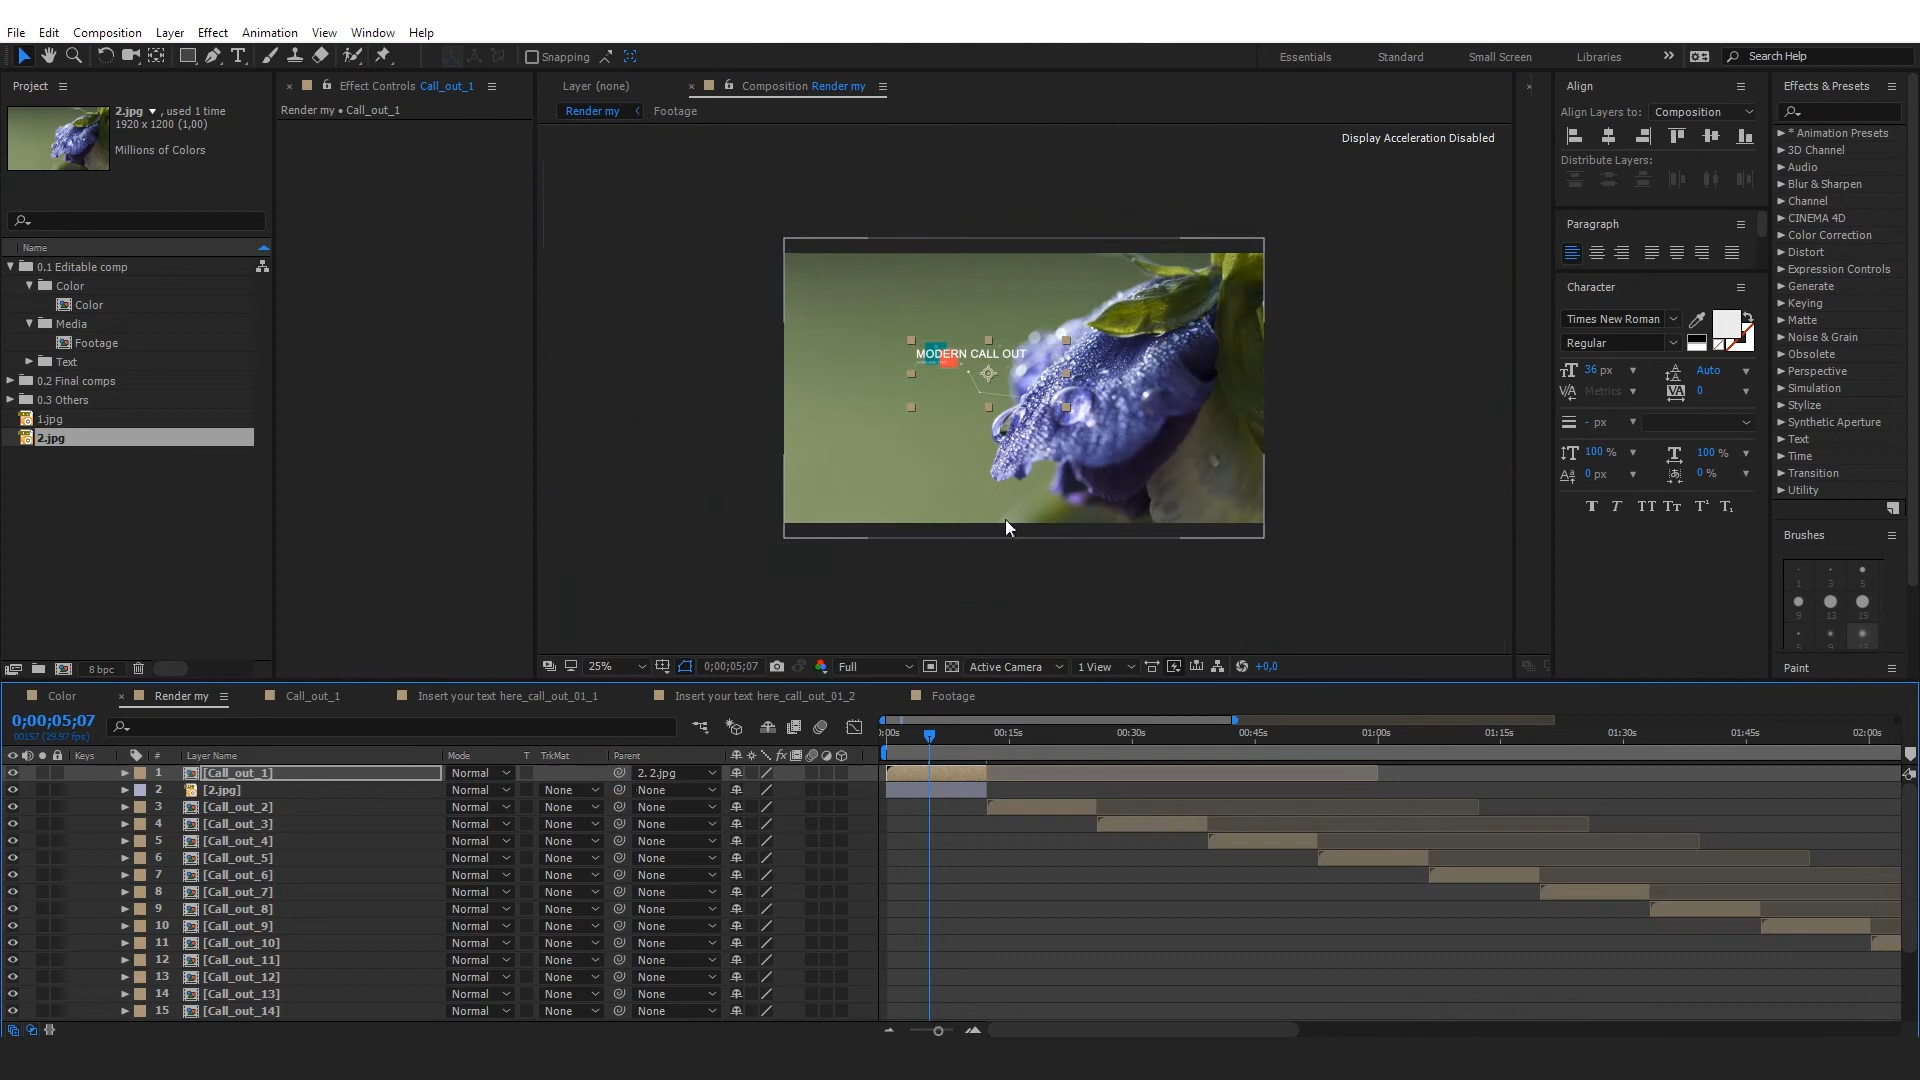 File Edit Composition Layer Effect Animation View Window Help
Snapping Essentials Standard Small Screen Libraries Search Help
Project
2.jpg , used 1 time
1920 x 1200 (1,00)
Millions of Colors
Name
0.1 Editable comp
Color
Color
Media
Footage
Text
0.2 Final comps
0.3 Others
1.jpg
2.jpg
8 bpc
Effect Controls Call_out_1
Render my • Call_out_1
Layer (none) Composition Render my
Render my Footage
Display Acceleration Disabled
MODERN CALL OUT
25% 0;00;05;07 Full Active Camera 1 View +0,0
Align
Align Layers to: Composition
Distribute Layers:
Paragraph
Character
Times New Roman
Regular
36 px Auto
Metrics 0
- px
100 % 100 %
0 px 0 %
Effects & Presets
* Animation Presets
3D Channel
Audio
Blur & Sharpen
Channel
CINEMA 4D
Color Correction
Distort
Expression Controls
Generate
Keying
Matte
Noise & Grain
Obsolete
Perspective
Simulation
Stylize
Synthetic Aperture
Text
Time
Transition
Utility
Brushes
1 3 5
9 13 19
Paint
Color Render my Call_out_1 Insert your text here_call_out_01_1 Insert your text here_call_out_01_2 Footage
0;00;05;07
00157 (29.97 fps)
:00s 00:15s 00:30s 00:45s 01:00s 01:15s 01:30s 01:45s 02:00s
Keys # Layer Name Mode T TrkMat Parent
1 [Call_out_1] Normal 2. 2.jpg
2 [2.jpg] Normal None None
3 [Call_out_2] Normal None None
4 [Call_out_3] Normal None None
5 [Call_out_4] Normal None None
6 [Call_out_5] Normal None None
7 [Call_out_6] Normal None None
8 [Call_out_7] Normal None None
9 [Call_out_8] Normal None None
10 [Call_out_9] Normal None None
11 [Call_out_10] Normal None None
12 [Call_out_11] Normal None None
13 [Call_out_12] Normal None None
14 [Call_out_13] Normal None None
15 [Call_out_14] Normal None None